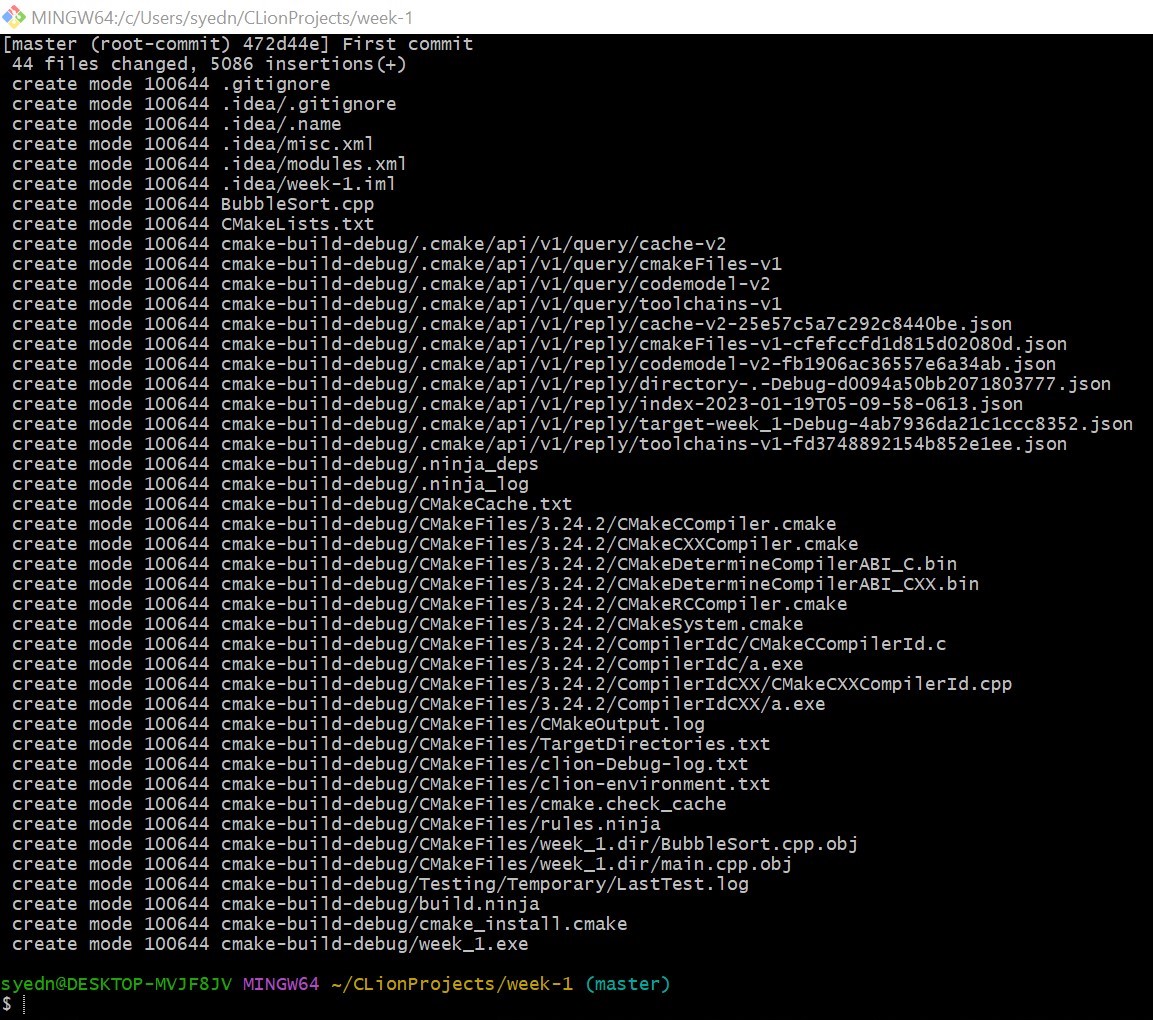 MINGW64:/c/Users/syedn/CLionProjects/week-1
[master (root-commit) 472d44e] First commit
 44 files changed, 5086 insertions(+)
 create mode 100644 .gitignore
 create mode 100644 .idea/.gitignore
 create mode 100644 .idea/.name
 create mode 100644 .idea/misc.xml
 create mode 100644 .idea/modules.xml
 create mode 100644 .idea/week-1.iml
 create mode 100644 BubbleSort.cpp
 create mode 100644 CMakeLists.txt
 create mode 100644 cmake-build-debug/.cmake/api/v1/query/cache-v2
 create mode 100644 cmake-build-debug/.cmake/api/v1/query/cmakeFiles-v1
 create mode 100644 cmake-build-debug/.cmake/api/v1/query/codemodel-v2
 create mode 100644 cmake-build-debug/.cmake/api/v1/query/toolchains-v1
 create mode 100644 cmake-build-debug/.cmake/api/v1/reply/cache-v2-25e57c5a7c292c8440be.json
 create mode 100644 cmake-build-debug/.cmake/api/v1/reply/cmakeFiles-v1-cfefccfd1d815d02080d.json
 create mode 100644 cmake-build-debug/.cmake/api/v1/reply/codemodel-v2-fb1906ac36557e6a34ab.json
 create mode 100644 cmake-build-debug/.cmake/api/v1/reply/directory-.-Debug-d0094a50bb2071803777.json
 create mode 100644 cmake-build-debug/.cmake/api/v1/reply/index-2023-01-19T05-09-58-0613.json
 create mode 100644 cmake-build-debug/.cmake/api/v1/reply/target-week_1-Debug-4ab7936da21c1ccc8352.json
 create mode 100644 cmake-build-debug/.cmake/api/v1/reply/toolchains-v1-fd3748892154b852e1ee.json
 create mode 100644 cmake-build-debug/.ninja_deps
 create mode 100644 cmake-build-debug/.ninja_log
 create mode 100644 cmake-build-debug/CMakeCache.txt
 create mode 100644 cmake-build-debug/CMakeFiles/3.24.2/CMakeCCompiler.cmake
 create mode 100644 cmake-build-debug/CMakeFiles/3.24.2/CMakeCXXCompiler.cmake
 create mode 100644 cmake-build-debug/CMakeFiles/3.24.2/CMakeDetermineCompilerABI_C.bin
 create mode 100644 cmake-build-debug/CMakeFiles/3.24.2/CMakeDetermineCompilerABI_CXX.bin
 create mode 100644 cmake-build-debug/CMakeFiles/3.24.2/CMakeRCCompiler.cmake
 create mode 100644 cmake-build-debug/CMakeFiles/3.24.2/CMakeSystem.cmake
 create mode 100644 cmake-build-debug/CMakeFiles/3.24.2/CompilerIdC/CMakeCCompilerId.c
 create mode 100644 cmake-build-debug/CMakeFiles/3.24.2/CompilerIdC/a.exe
 create mode 100644 cmake-build-debug/CMakeFiles/3.24.2/CompilerIdCXX/CMakeCXXCompilerId.cpp
 create mode 100644 cmake-build-debug/CMakeFiles/3.24.2/CompilerIdCXX/a.exe
 create mode 100644 cmake-build-debug/CMakeFiles/CMakeOutput.log
 create mode 100644 cmake-build-debug/CMakeFiles/TargetDirectories.txt
 create mode 100644 cmake-build-debug/CMakeFiles/clion-Debug-log.txt
 create mode 100644 cmake-build-debug/CMakeFiles/clion-environment.txt
 create mode 100644 cmake-build-debug/CMakeFiles/cmake.check_cache
 create mode 100644 cmake-build-debug/CMakeFiles/rules.ninja
 create mode 100644 cmake-build-debug/CMakeFiles/week_1.dir/BubbleSort.cpp.obj
 create mode 100644 cmake-build-debug/CMakeFiles/week_1.dir/main.cpp.obj
 create mode 100644 cmake-build-debug/Testing/Temporary/LastTest.log
 create mode 100644 cmake-build-debug/build.ninja
 create mode 100644 cmake-build-debug/cmake_install.cmake
 create mode 100644 cmake-build-debug/week_1.exe
syedn@DESKTOP-MVJF8JV MINGW64 ~/CLionProjects/week-1 (master)
$